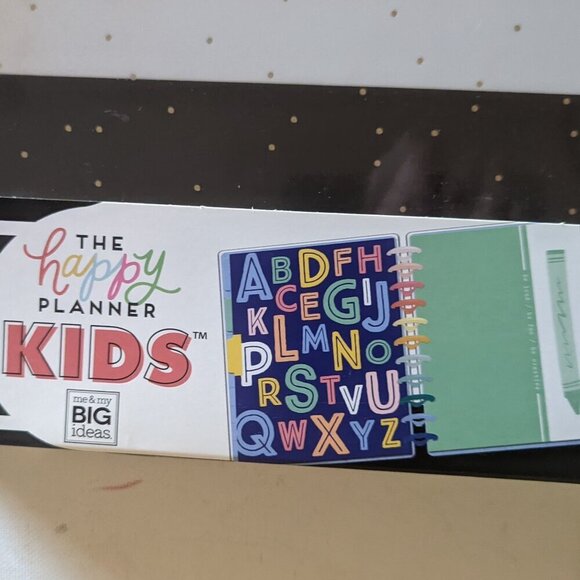 THE
happy
PLANNER
KIDS™
me & my
BIG
ideas.
A B D F H
C E G I J
K L M N O
P R S T V U
Q W X Y Z